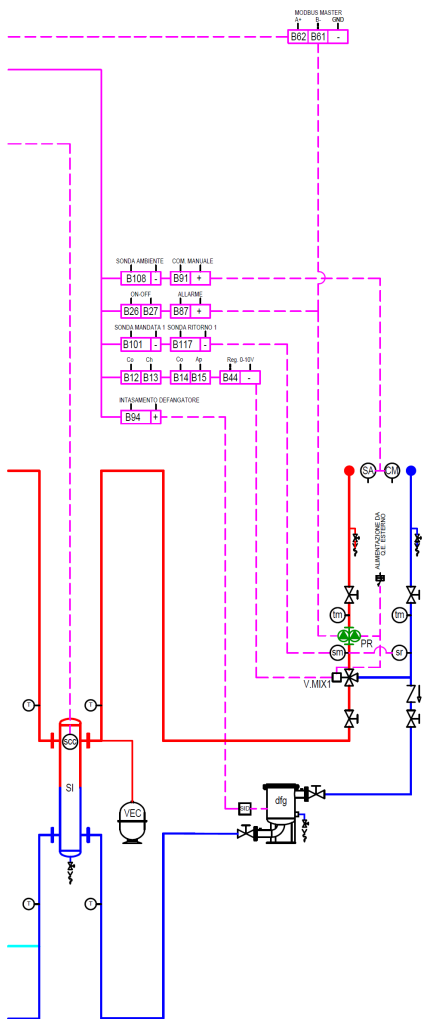 MODBUS MASTER
A+ B- GND
B62 B61 -
SONDA AMBIENTE COM. MANUALE
B108 - B91 +
ON-OFF ALLARME
B26 B27 B87 +
SONDA MANDATA 1 SONDA RITORNO 1
B101 - B117 -
Co Ch Co Ap Reg. 0-10V
B12 B13 B14 B15 B44 -
INTASAMENTO DEFANGATORE
B94 +
SA CM
ALIMENTAZIONE DA
Q.E. ESTERNO
tm tm
PR
sm sr
V.MIX1
T T
scc
SI
VEC
SID
dfg
T T